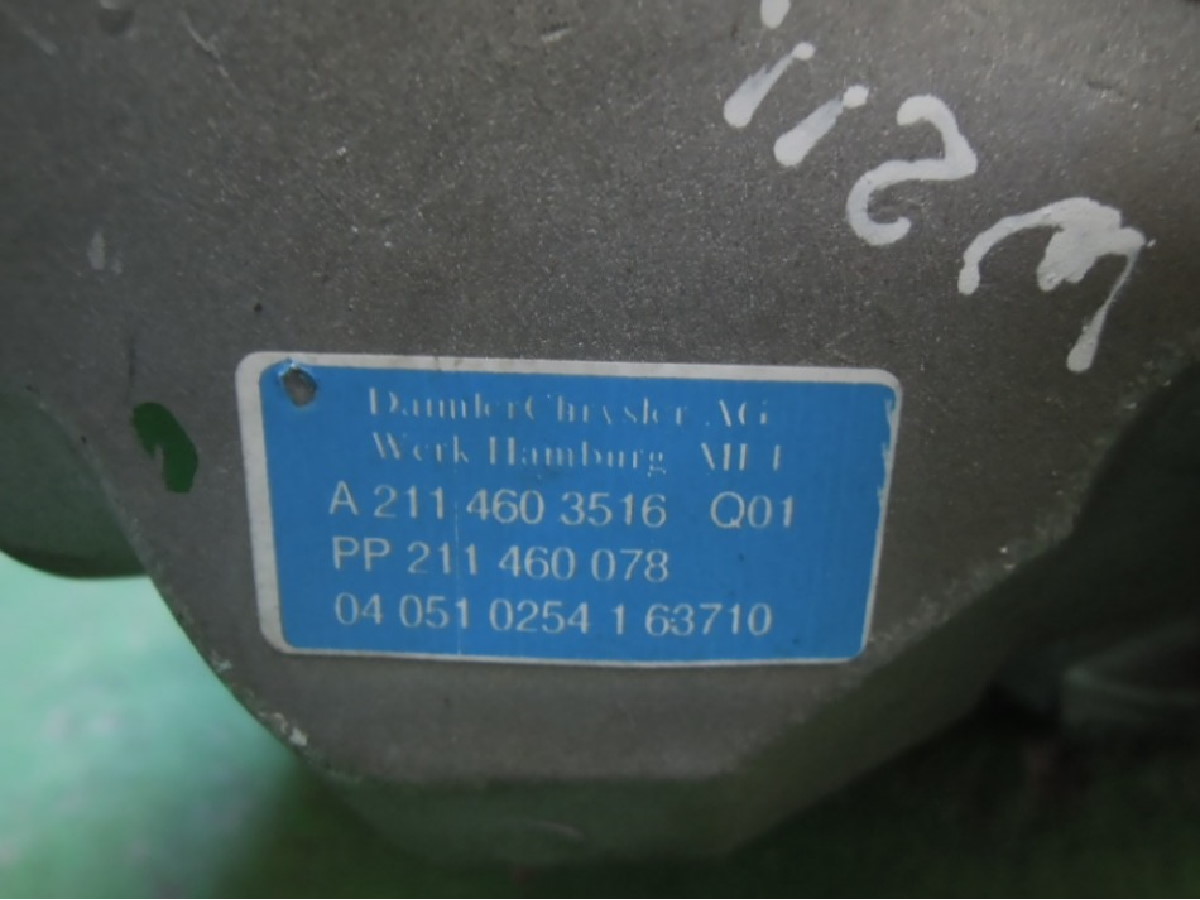 DaimlerChrysler AG
Werk Hamburg
A 211 460 3516 Q01
PP 211 460 078
04 051 0254 1 63710